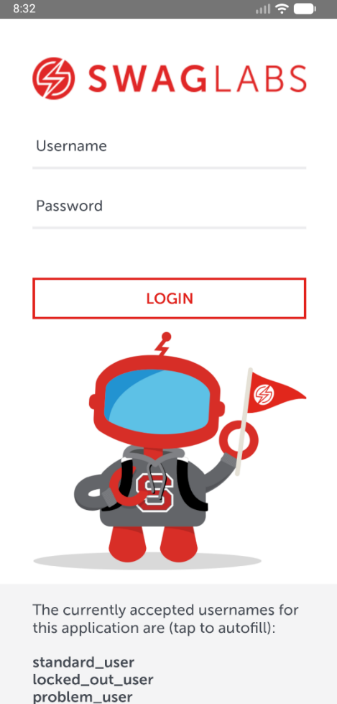 8:32
SWAGLABS
Username
Password
LOGIN
S
The currently accepted usernames for
this application are (tap to autofill):
standard_user
locked_out_user
problem_user